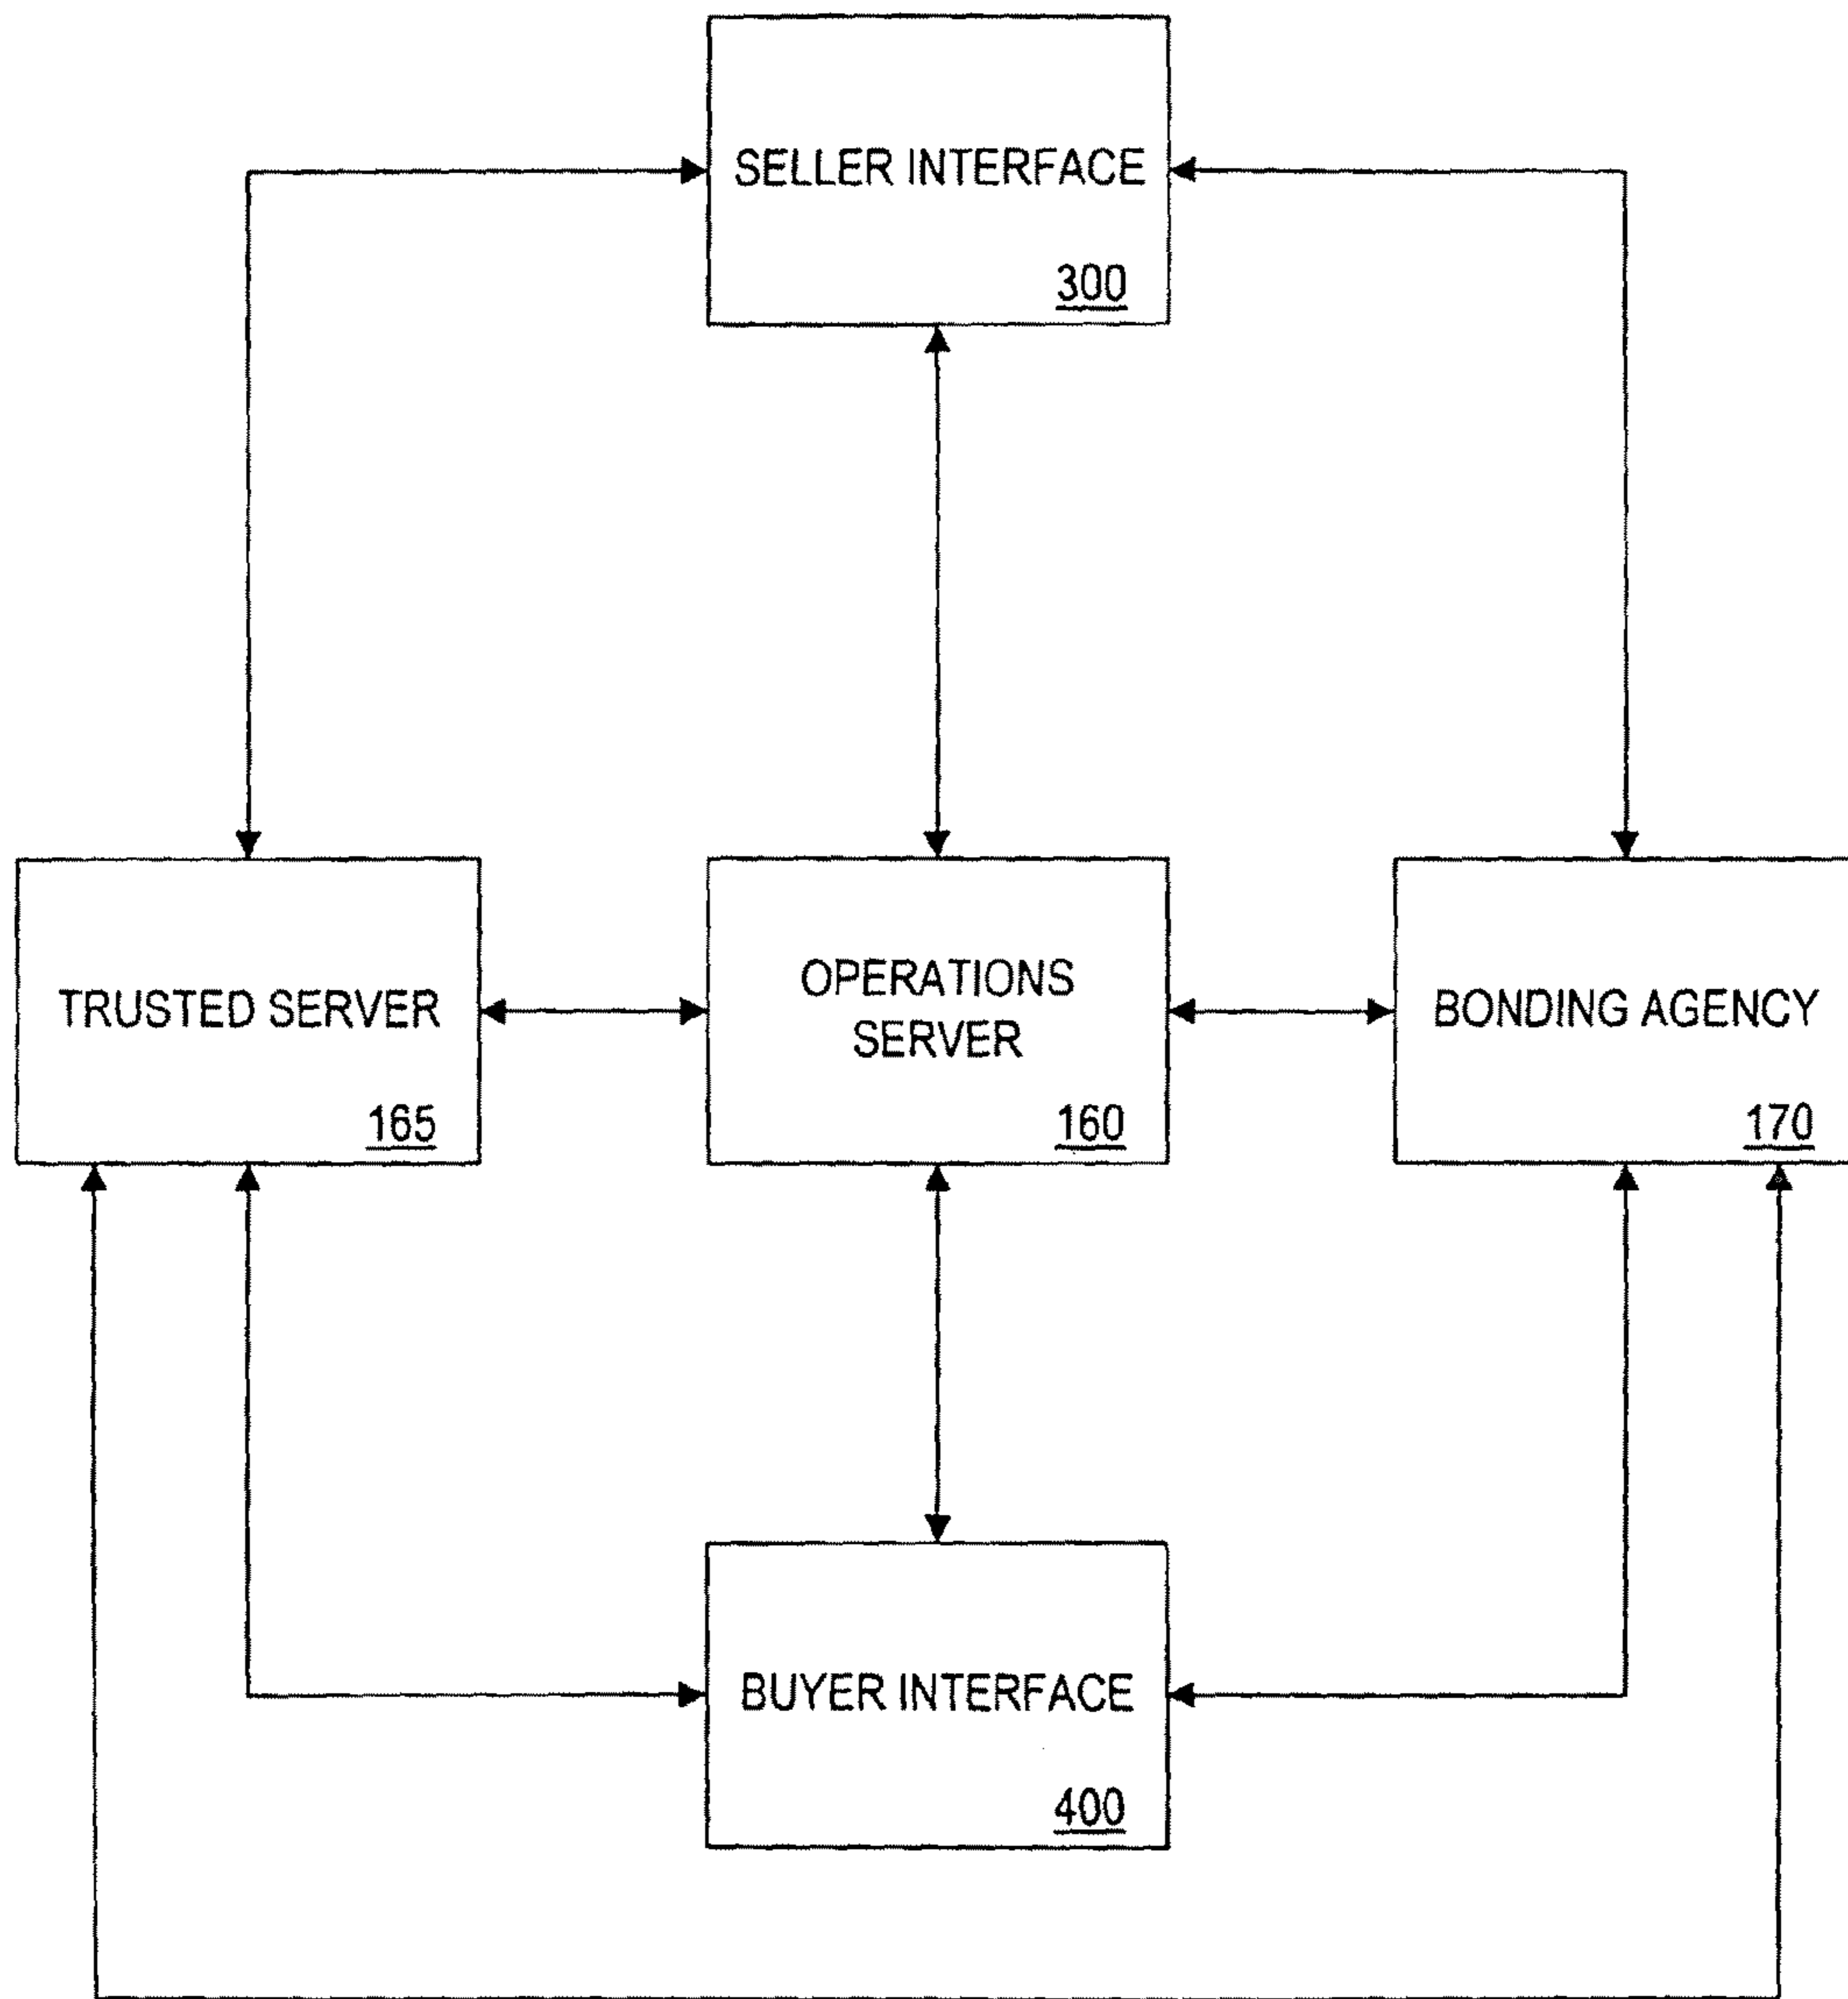 SELLER INTERFACE
300
TRUSTED SERVER
165
OPERATIONS
SERVER
160
BONDING AGENCY
170
BUYER INTERFACE
400